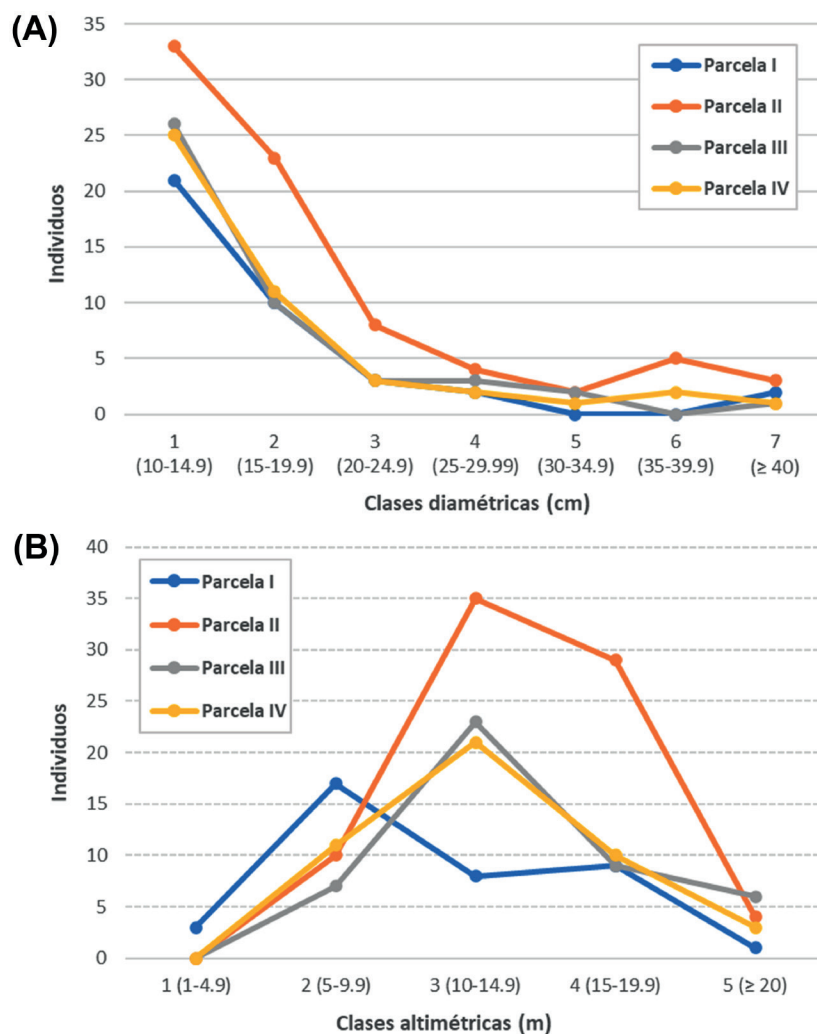 (A)
35
30
25
20
15
10
5
0
Individuos
Parcela I
Parcela II
Parcela III
Parcela IV
1 2 3 4 5 6 7
(10-14.9) (15-19.9) (20-24.9) (25-29.99) (30-34.9) (35-39.9) (≥ 40)
Clases diamétricas (cm)
(B)
40
35
30
25
20
15
10
5
0
Individuos
Parcela I
Parcela II
Parcela III
Parcela IV
1 (1-4.9) 2 (5-9.9) 3 (10-14.9) 4 (15-19.9) 5 (≥ 20)
Clases altimétricas (m)